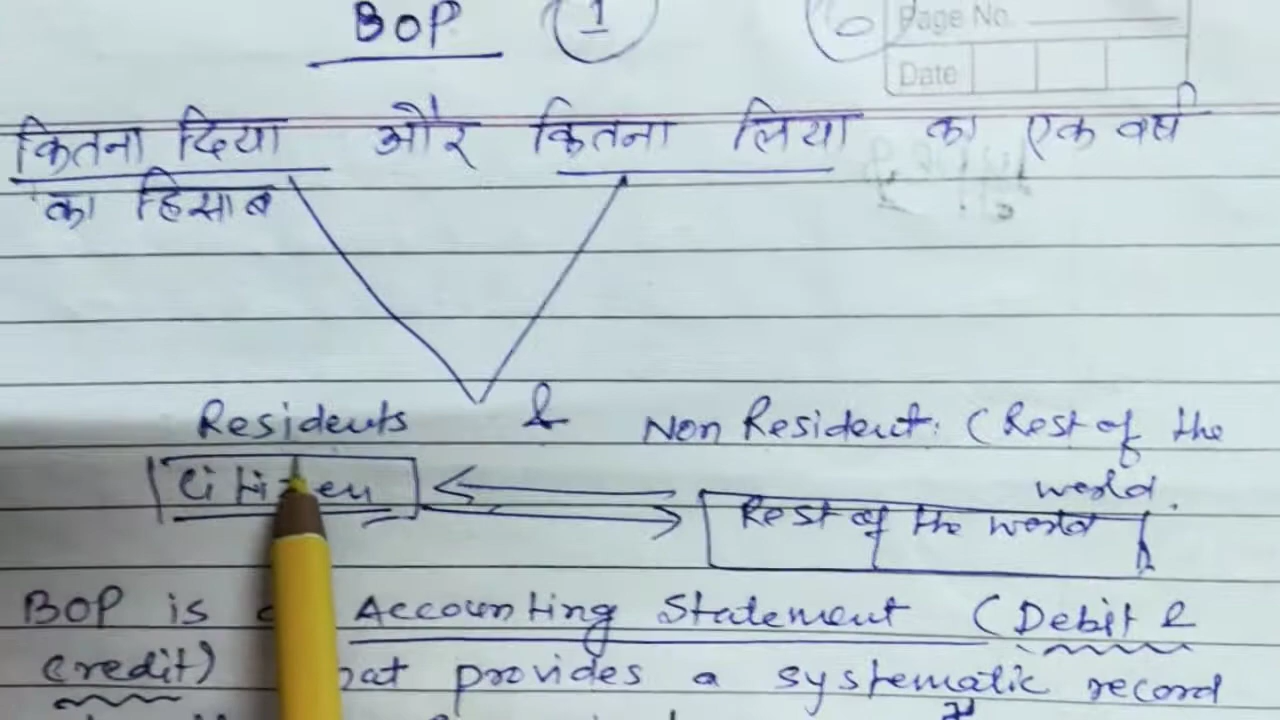 BOP 1
Page No.
Date
कितना दिया और कितना लिया का एक वर्ष
का हिसाब
Residents & Non Resident: (Rest of the
world.
Citizen
Rest of the world
BOP is Accounting Statement (Debit &
credit) provides a systematic record